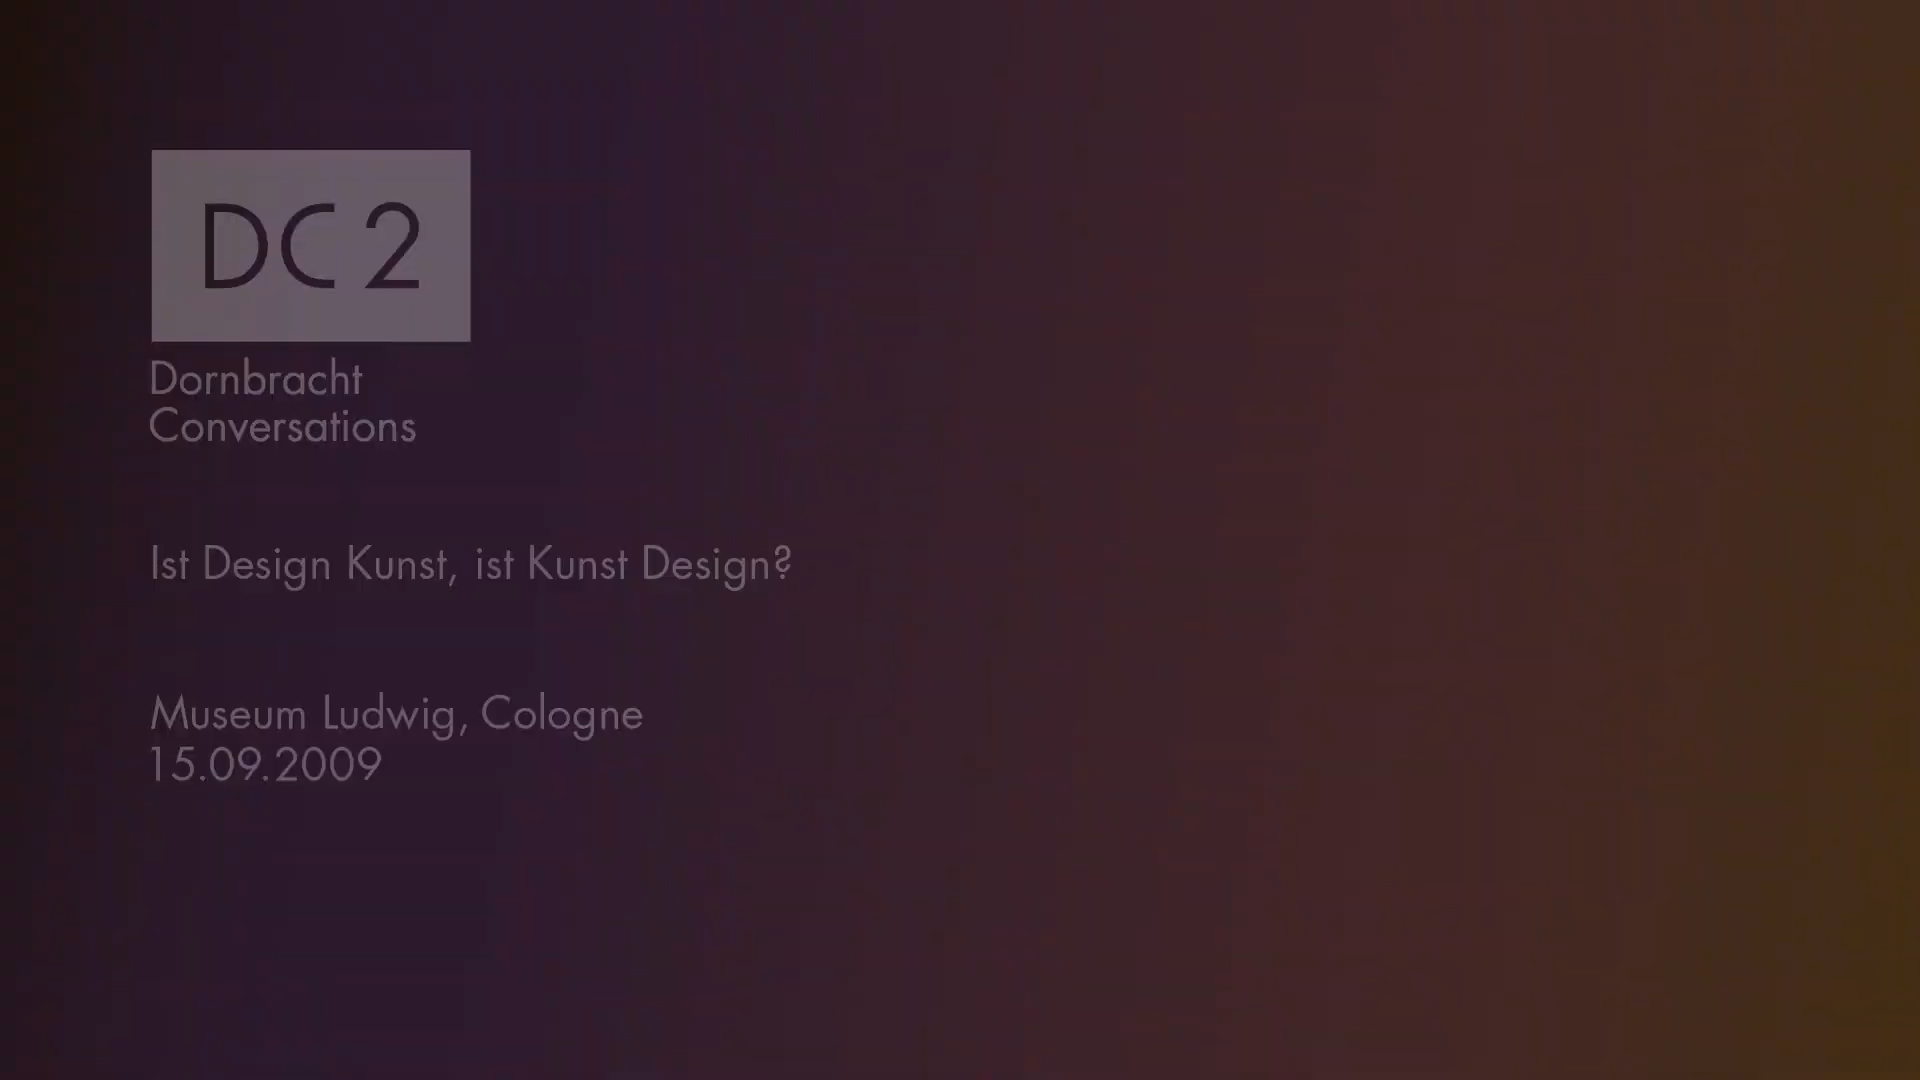 DC 2
Dornbracht
Conversations
Ist Design Kunst, ist Kunst Design?
Museum Ludwig, Cologne
15.09.2009